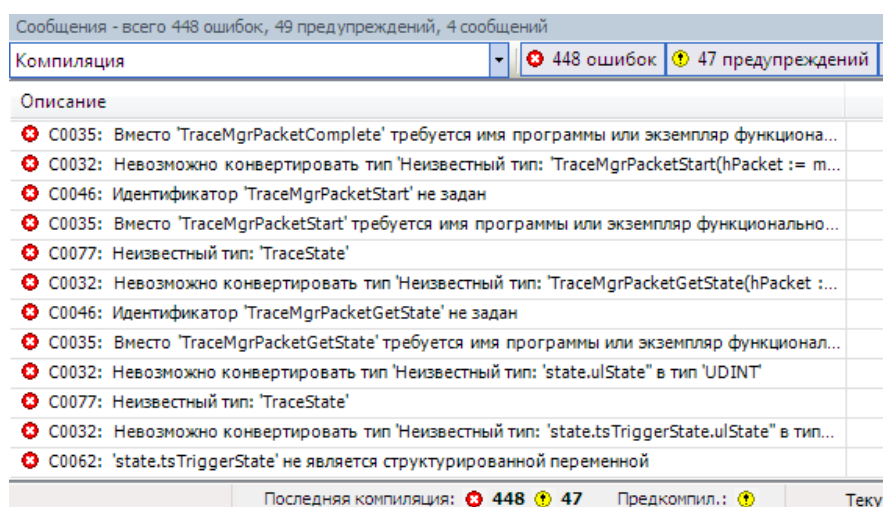 Сообщения - всего 448 ошибок, 49 предупреждений, 4 сообщений
Компиляция 448 ошибок 47 предупреждений
Описание
C0035: Вместо 'TraceMgrPacketComplete' требуется имя программы или экземпляр функциона...
C0032: Невозможно конвертировать тип 'Неизвестный тип: 'TraceMgrPacketStart(hPacket := m...
C0046: Идентификатор 'TraceMgrPacketStart' не задан
C0035: Вместо 'TraceMgrPacketStart' требуется имя программы или экземпляр функционально...
C0077: Неизвестный тип: 'TraceState'
C0032: Невозможно конвертировать тип 'Неизвестный тип: 'TraceMgrPacketGetState(hPacket :...
C0046: Идентификатор 'TraceMgrPacketGetState' не задан
C0035: Вместо 'TraceMgrPacketGetState' требуется имя программы или экземпляр функционал...
C0032: Невозможно конвертировать тип 'Неизвестный тип: 'state.ulState'' в тип 'UDINT'
C0077: Неизвестный тип: 'TraceState'
C0032: Невозможно конвертировать тип 'Неизвестный тип: 'state.tsTriggerState.ulState'' в тип...
C0062: 'state.tsTriggerState' не является структурированной переменной
Последняя компиляция: 448 47 Предкомпил.: Теку